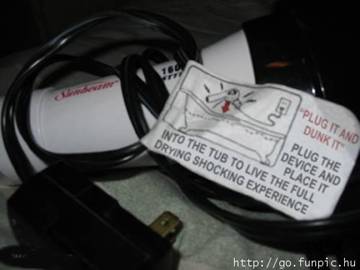 Sunbeam
160
"PLUG IT AND
DUNK IT"
PLUG THE
DEVICE AND
PLACE IT
INTO THE TUB TO LIVE THE FULL
DRYING SHOCKING EXPERIENCE
http://go.funpic.hu